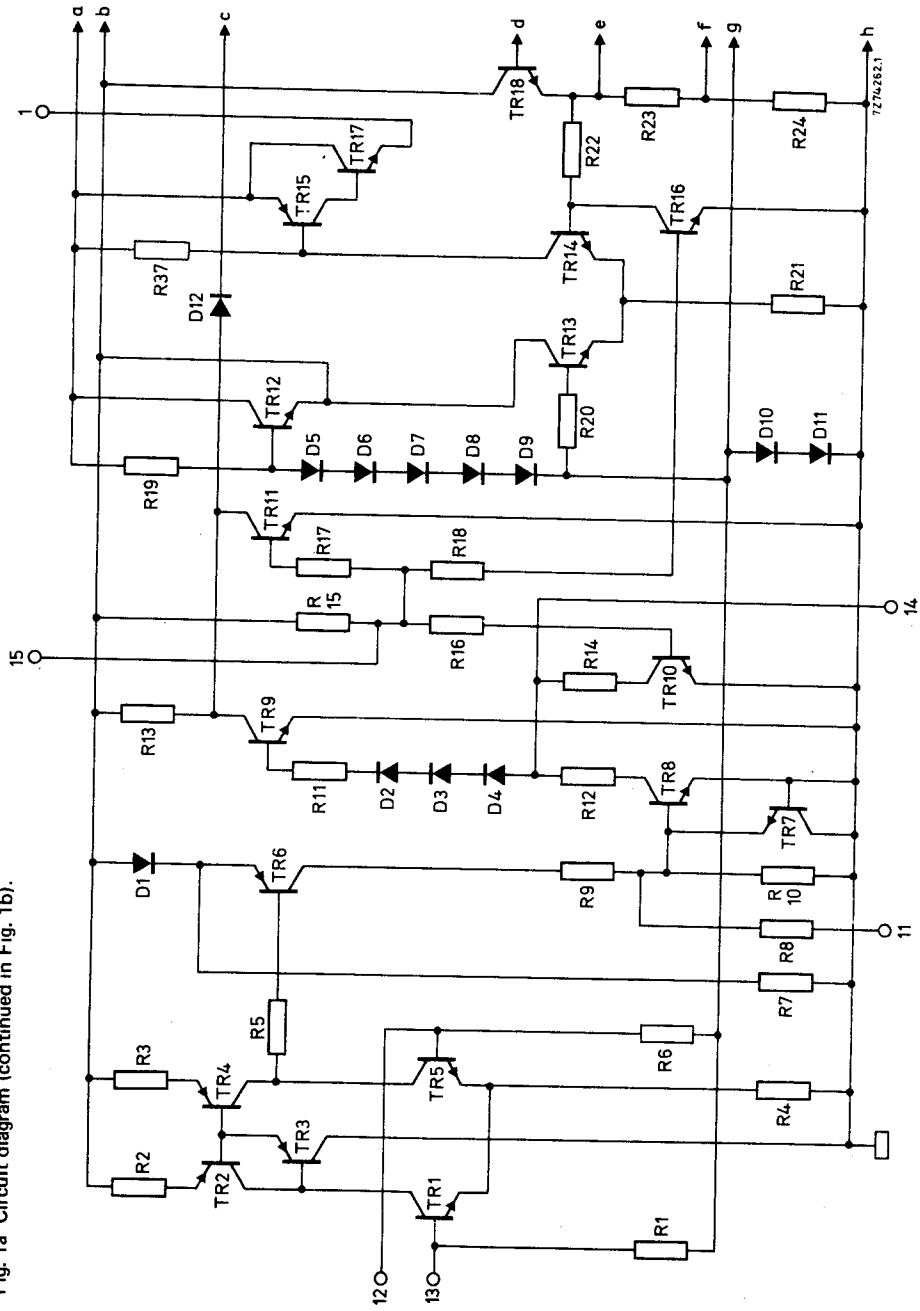 Fig. 1a Circuit diagram (continued in Fig. 1b).
15
1
a
b
c
d
e
f
g
h
R2
R3
D1
R13
R
15
R19
D12
R37
TR2
TR4
TR3
R5
TR6
TR9
R11
D2
D3
D4
TR11
R17
R18
R16
TR12
D5
D6
D7
D8
D9
TR15
TR17
TR18
12
13
TR1
TR5
R9
R12
R14
TR8
TR10
R20
TR13
TR14
R22
TR16
R23
R1
R6
R4
R7
R8
R
10
TR7
D10
D11
R21
R24
11
14
7Z74262.1